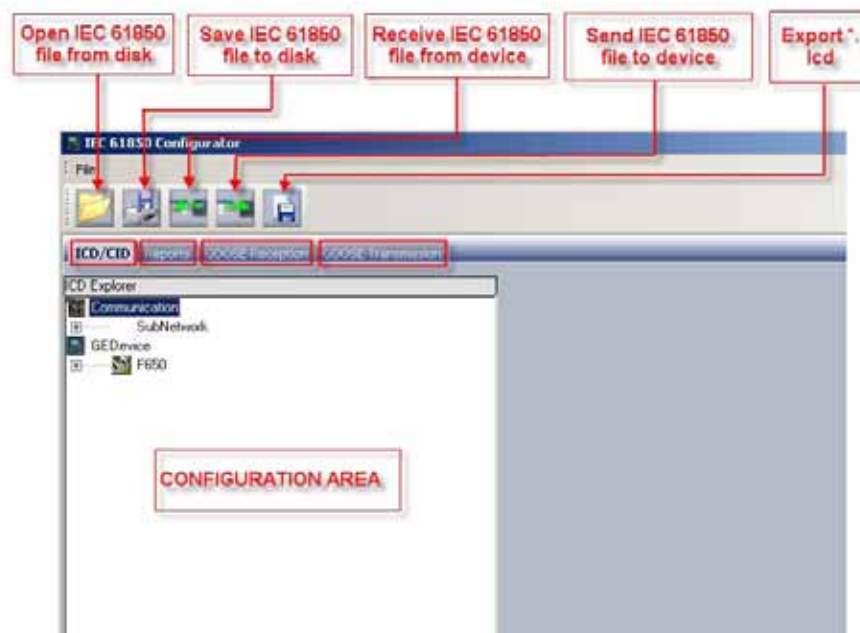 Open IEC 61850
file from disk
Save IEC 61850
file to disk
Receive IEC 61850
file from device
Send IEC 61850
file to device
Export *.
Icd
IEC 61850 Configurator
File
ICD/CID
Reports
GOOSE Reception
GOOSE Transmission
ICD Explorer
Communication
SubNetwork
GEDevice
F650
CONFIGURATION AREA